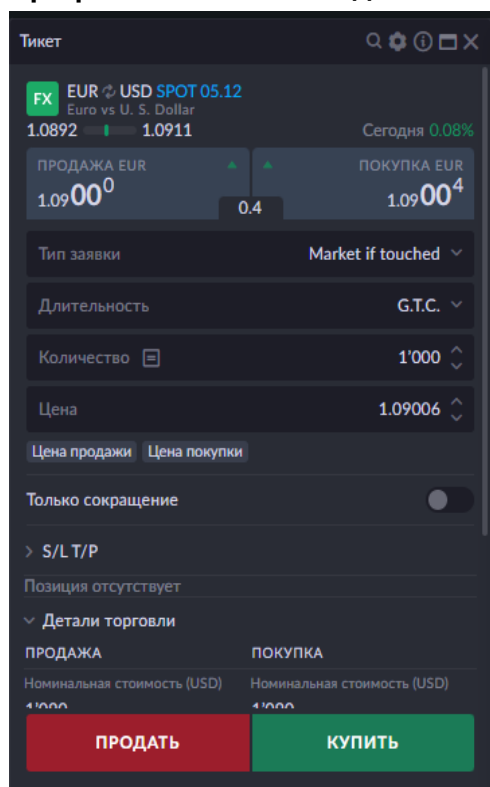 Тикет
FX EUR USD SPOT 05.12
Euro vs U. S. Dollar
1.0892 1.0911 Сегодня 0.08%
ПРОДАЖА EUR ПОКУПКА EUR
1.09000 1.09004
0.4
Тип заявки Market if touched
Длительность G.T.C.
Количество 1'000
Цена 1.09006
Цена продажи Цена покупки
Только сокращение
S/L T/P
Позиция отсутствует
Детали торговли
ПРОДАЖА ПОКУПКА
Номинальная стоимость (USD) Номинальная стоимость (USD)
ПРОДАТЬ КУПИТЬ